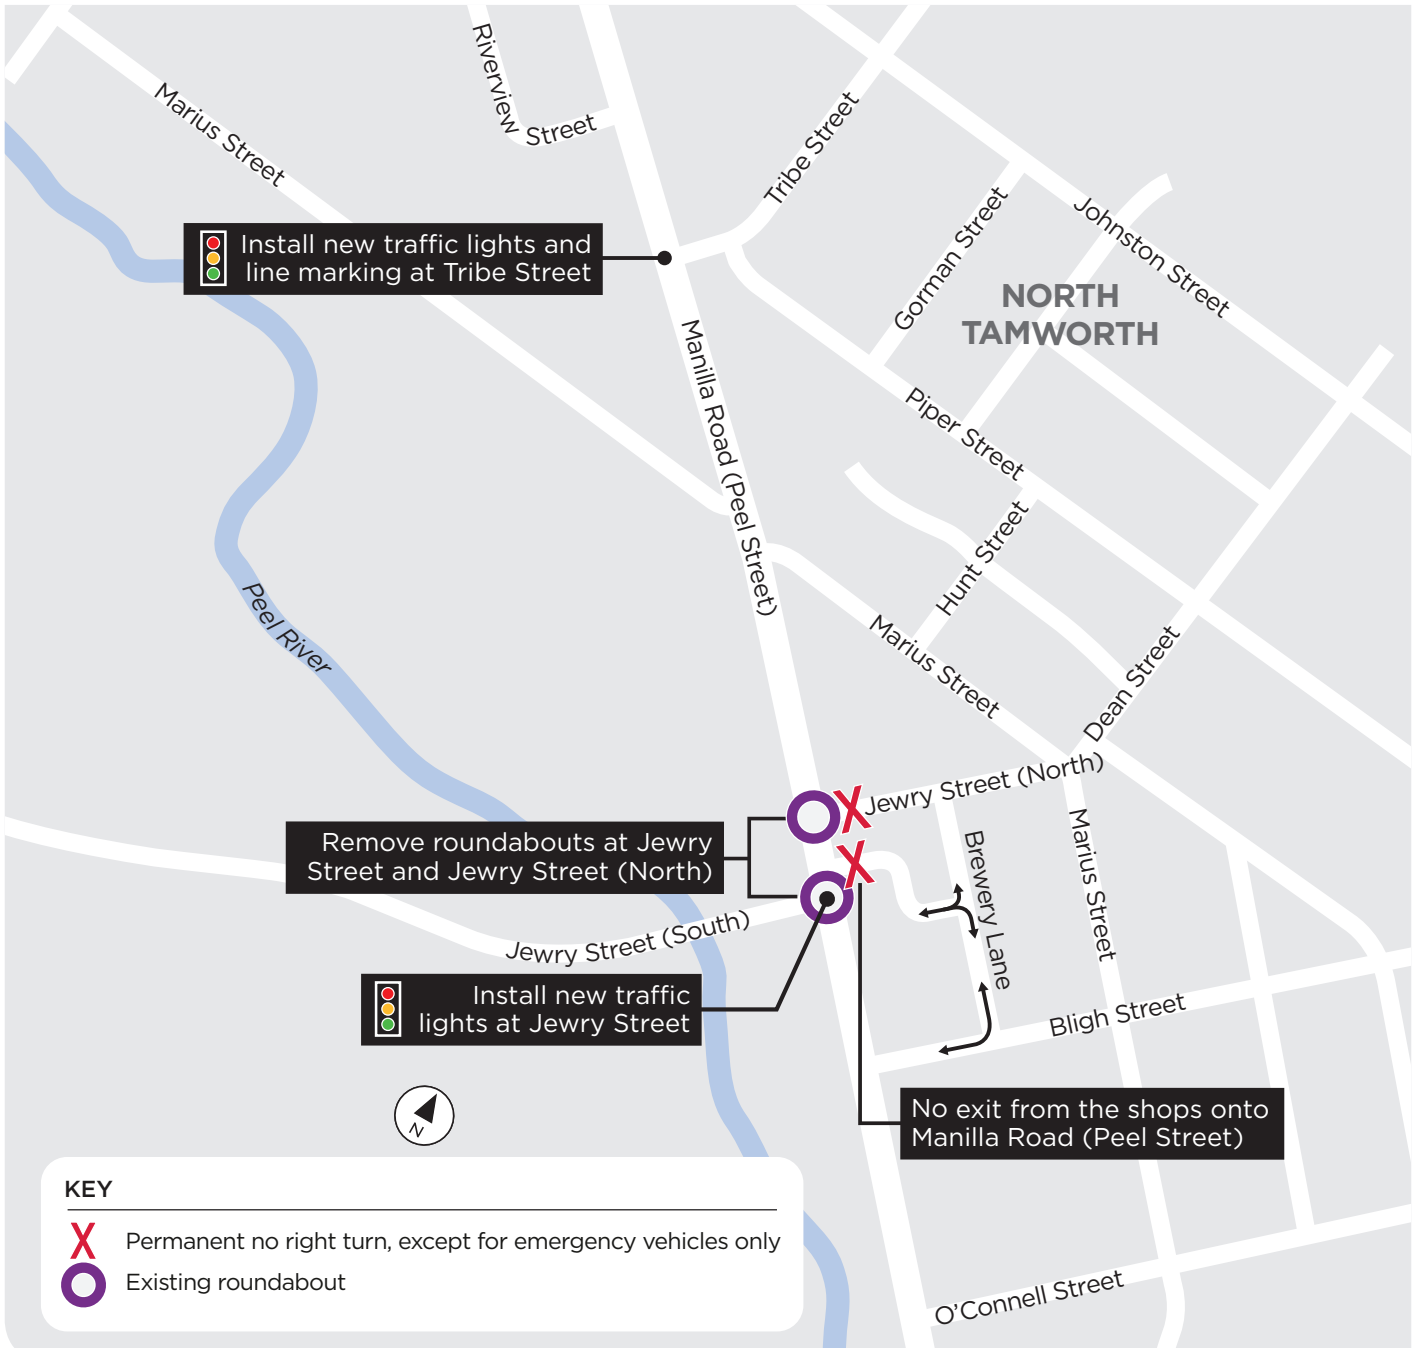 Riverview
Street
Marius Street
Tribe Street
Johnston Street
Gorman Street
Install new traffic lights and
line marking at Tribe Street
NORTH
TAMWORTH
Manilla Road (Peel Street)
Piper Street
Hunt Street
Peel River
Marius Street
Dean Street
Jewry Street (North)
Remove roundabouts at Jewry
Street and Jewry Street (North)
Brewery Lane
Marius Street
Jewry Street (South)
Install new traffic
lights at Jewry Street
Bligh Street
No exit from the shops onto
Manilla Road (Peel Street)
N
KEY
X Permanent no right turn, except for emergency vehicles only
Existing roundabout
O'Connell Street